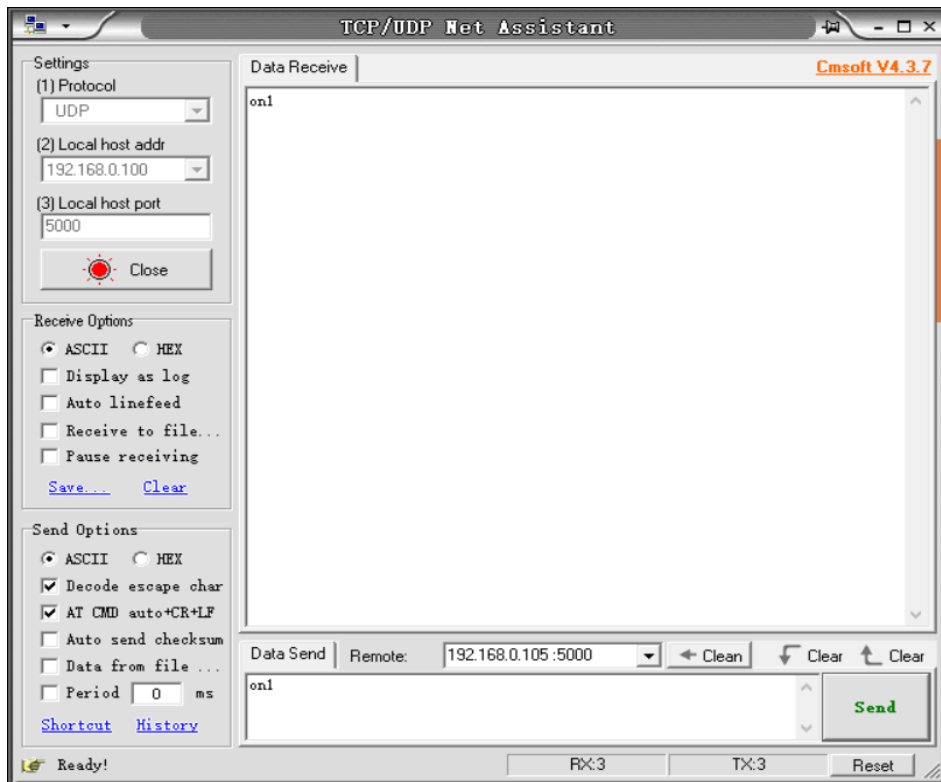 TCP/UDP Net Assistant
Settings
(1) Protocol
UDP
(2) Local host addr
192.168.0.100
(3) Local host port
5000
Close
Receive Options
ASCII HEX
Display as log
Auto linefeed
Receive to file...
Pause receiving
Save... Clear
Send Options
ASCII HEX
Decode escape char
AT CMD auto+CR+LF
Auto send checksum
Data from file ...
Period 0 ms
Shortcut History
Data Receive Cmsoft V4.3.7
on1
Data Send Remote: 192.168.0.105 :5000 Clean Clear Clear
on1
Send
Ready! RX:3 TX:3 Reset